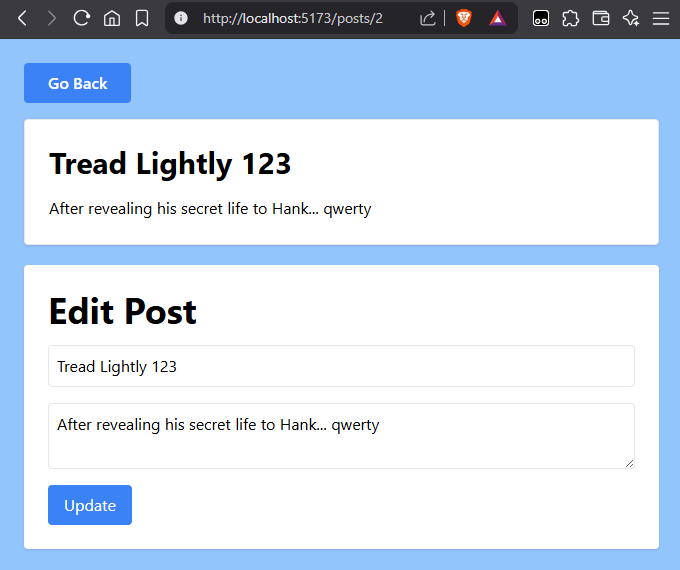 http://localhost:5173/posts/2
Go Back
Tread Lightly 123
After revealing his secret life to Hank... qwerty
Edit Post
Tread Lightly 123
After revealing his secret life to Hank... qwerty
Update